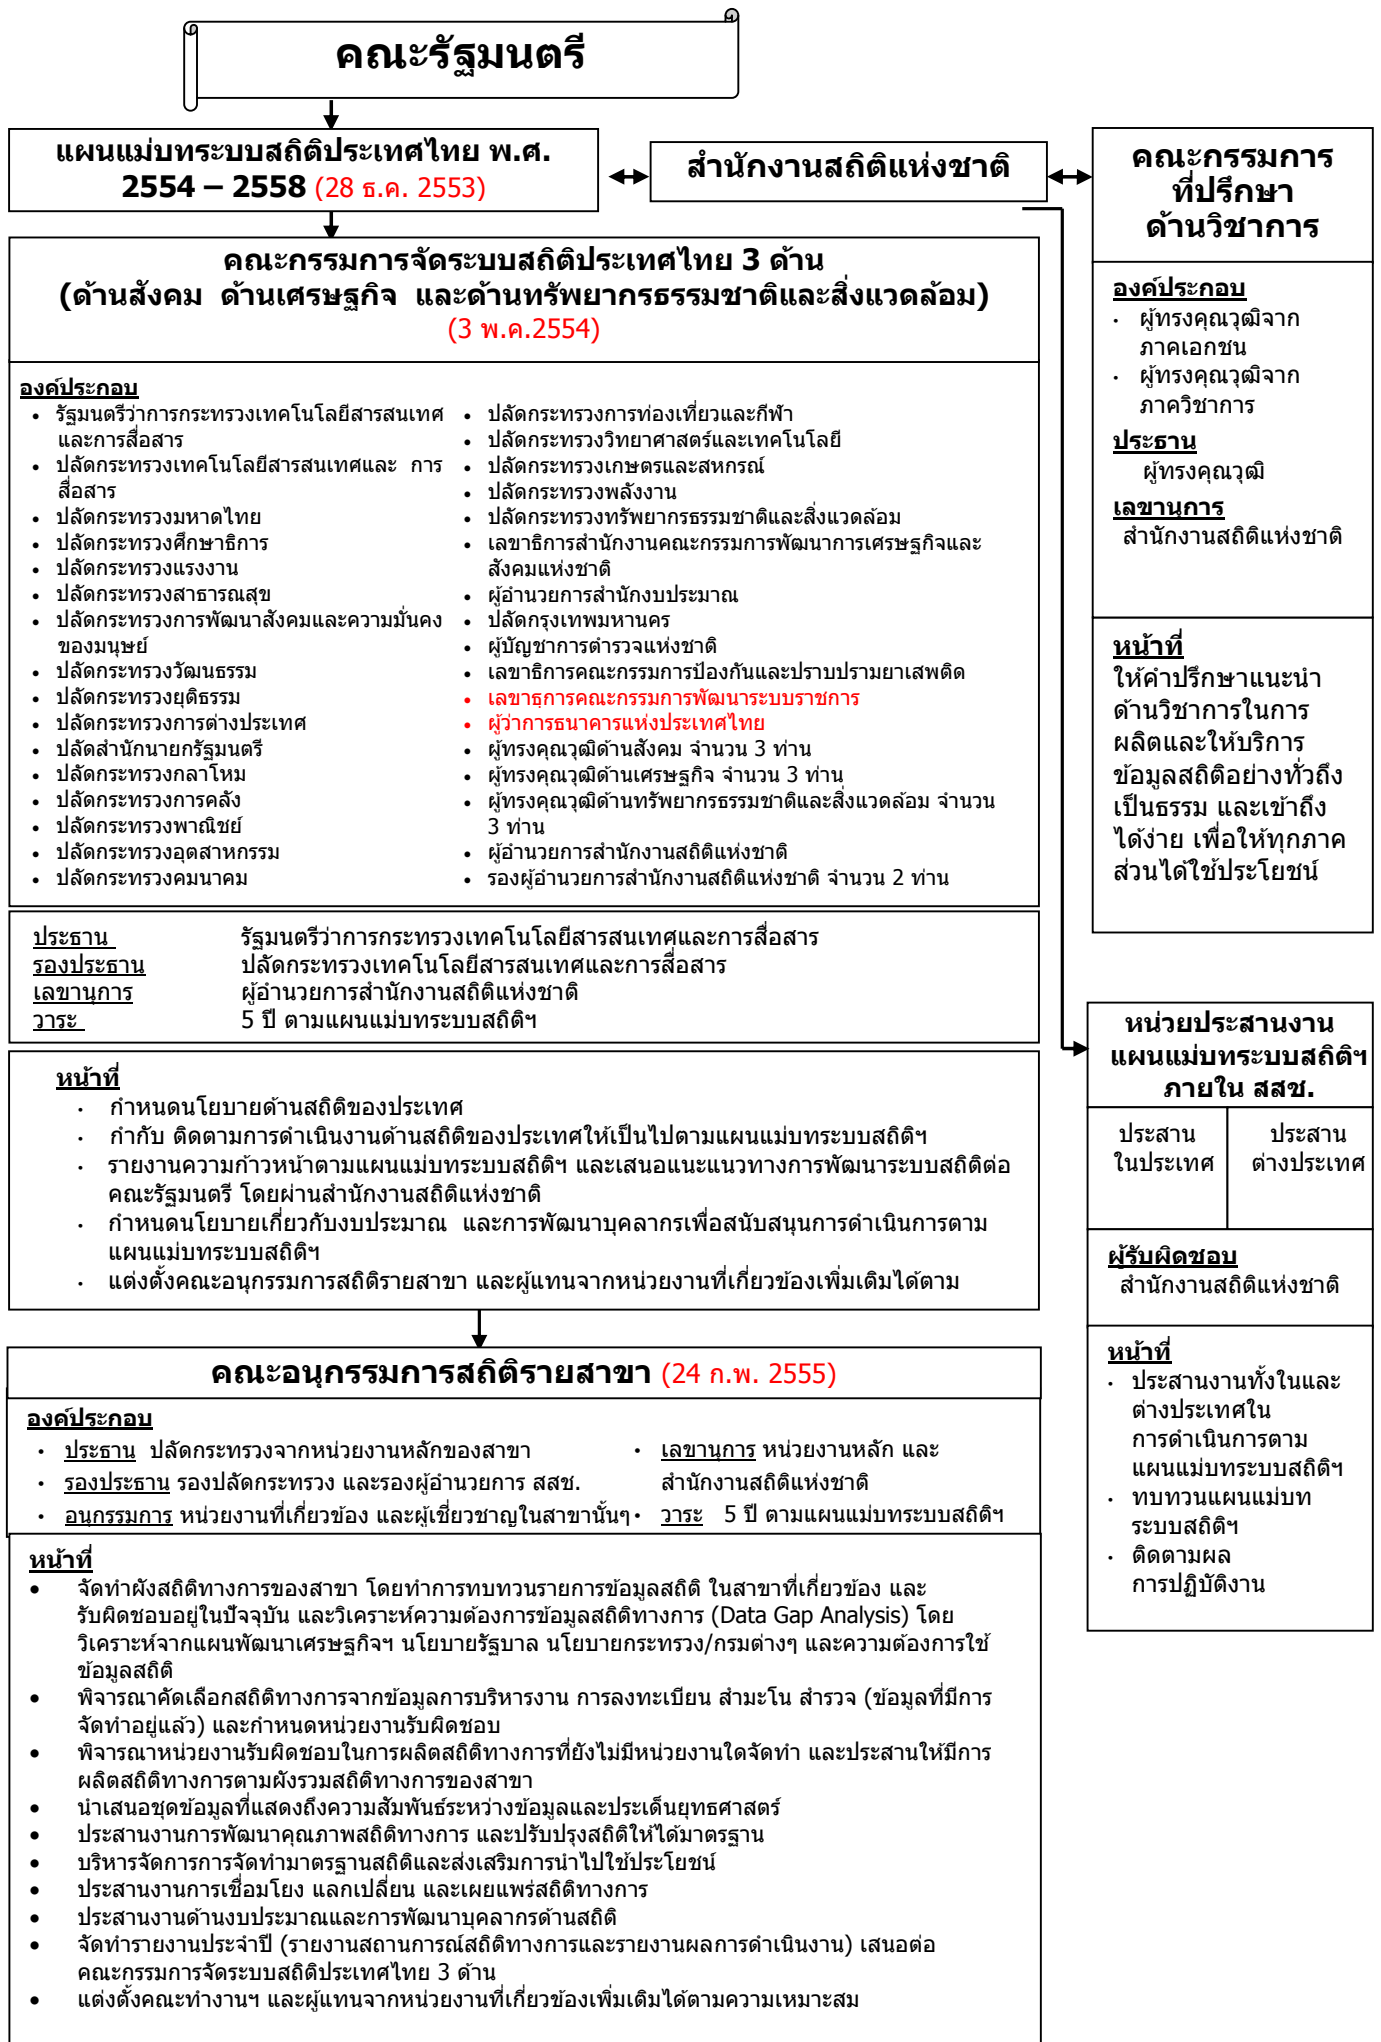 คณะรัฐมนตรี
แผนแม่บทระบบสถิติประเทศไทย พ.ศ.
2554 – 2558 (28 ธ.ค. 2553)
สำนักงานสถิติแห่งชาติ
คณะกรรมการ
ที่ปรึกษา
ด้านวิชาการ
องค์ประกอบ
• ผู้ทรงคุณวุฒิจาก
ภาคเอกชน
• ผู้ทรงคุณวุฒิจาก
ภาควิชาการ
ประธาน
ผู้ทรงคุณวุฒิ
เลขานุการ
สำนักงานสถิติแห่งชาติ
หน้าที่
ให้คำปรึกษาแนะนำ
ด้านวิชาการในการ
ผลิตและให้บริการ
ข้อมูลสถิติอย่างทั่วถึง
เป็นธรรม และเข้าถึง
ได้ง่าย เพื่อให้ทุกภาค
ส่วนได้ใช้ประโยชน์
คณะกรรมการจัดระบบสถิติประเทศไทย 3 ด้าน
(ด้านสังคม ด้านเศรษฐกิจ และด้านทรัพยากรธรรมชาติและสิ่งแวดล้อม)
(3 พ.ค.2554)
องค์ประกอบ
• รัฐมนตรีว่าการกระทรวงเทคโนโลยีสารสนเทศ
และการสื่อสาร
• ปลัดกระทรวงเทคโนโลยีสารสนเทศและ การ
สื่อสาร
• ปลัดกระทรวงมหาดไทย
• ปลัดกระทรวงศึกษาธิการ
• ปลัดกระทรวงแรงงาน
• ปลัดกระทรวงสาธารณสุข
• ปลัดกระทรวงการพัฒนาสังคมและความมั่นคง
ของมนุษย์
• ปลัดกระทรวงวัฒนธรรม
• ปลัดกระทรวงยุติธรรม
• ปลัดกระทรวงการต่างประเทศ
• ปลัดสำนักนายกรัฐมนตรี
• ปลัดกระทรวงกลาโหม
• ปลัดกระทรวงการคลัง
• ปลัดกระทรวงพาณิชย์
• ปลัดกระทรวงอุตสาหกรรม
• ปลัดกระทรวงคมนาคม
• ปลัดกระทรวงการท่องเที่ยวและกีฬา
• ปลัดกระทรวงวิทยาศาสตร์และเทคโนโลยี
• ปลัดกระทรวงเกษตรและสหกรณ์
• ปลัดกระทรวงพลังงาน
• ปลัดกระทรวงทรัพยากรธรรมชาติและสิ่งแวดล้อม
• เลขาธิการสำนักงานคณะกรรมการพัฒนาการเศรษฐกิจและ
สังคมแห่งชาติ
• ผู้อำนวยการสำนักงบประมาณ
• ปลัดกรุงเทพมหานคร
• ผู้บัญชาการตำรวจแห่งชาติ
• เลขาธิการคณะกรรมการป้องกันและปราบปรามยาเสพติด
• เลขาธุการคณะกรรมการพัฒนาระบบราชการ
• ผู้ว่าการธนาคารแห่งประเทศไทย
• ผู้ทรงคุณวุฒิด้านสังคม จำนวน 3 ท่าน
• ผู้ทรงคุณวุฒิด้านเศรษฐกิจ จำนวน 3 ท่าน
• ผู้ทรงคุณวุฒิด้านทรัพยากรธรรมชาติและสิ่งแวดล้อม จำนวน
3 ท่าน
• ผู้อำนวยการสำนักงานสถิติแห่งชาติ
• รองผู้อำนวยการสำนักงานสถิติแห่งชาติ จำนวน 2 ท่าน
ประธาน รัฐมนตรีว่าการกระทรวงเทคโนโลยีสารสนเทศและการสื่อสาร
รองประธาน ปลัดกระทรวงเทคโนโลยีสารสนเทศและการสื่อสาร
เลขานุการ ผู้อำนวยการสำนักงานสถิติแห่งชาติ
วาระ 5 ปี ตามแผนแม่บทระบบสถิติฯ
หน้าที่
• กำหนดนโยบายด้านสถิติของประเทศ
• กำกับ ติดตามการดำเนินงานด้านสถิติของประเทศให้เป็นไปตามแผนแม่บทระบบสถิติฯ
• รายงานความก้าวหน้าตามแผนแม่บทระบบสถิติฯ และเสนอแนะแนวทางการพัฒนาระบบสถิติต่อ
คณะรัฐมนตรี โดยผ่านสำนักงานสถิติแห่งชาติ
• กำหนดนโยบายเกี่ยวกับงบประมาณ และการพัฒนาบุคลากรเพื่อสนับสนุนการดำเนินการตาม
แผนแม่บทระบบสถิติฯ
• แต่งตั้งคณะอนุกรรมการสถิติรายสาขา และผู้แทนจากหน่วยงานที่เกี่ยวข้องเพิ่มเติมได้ตาม
หน่วยประสานงาน
แผนแม่บทระบบสถิติฯ
ภายใน สสช.
ประสาน
ในประเทศ
ประสาน
ต่างประเทศ
ผู้รับผิดชอบ
สำนักงานสถิติแห่งชาติ
หน้าที่
• ประสานงานทั้งในและ
ต่างประเทศใน
การดำเนินการตาม
แผนแม่บทระบบสถิติฯ
• ทบทวนแผนแม่บท
ระบบสถิติฯ
• ติดตามผล
การปฏิบัติงาน
คณะอนุกรรมการสถิติรายสาขา (24 ก.พ. 2555)
องค์ประกอบ
• ประธาน ปลัดกระทรวงจากหน่วยงานหลักของสาขา
• รองประธาน รองปลัดกระทรวง และรองผู้อำนวยการ สสช.
• อนุกรรมการ หน่วยงานที่เกี่ยวข้อง และผู้เชี่ยวชาญในสาขานั้นๆ
• เลขานุการ หน่วยงานหลัก และ
สำนักงานสถิติแห่งชาติ
• วาระ 5 ปี ตามแผนแม่บทระบบสถิติฯ
หน้าที่
• จัดทำผังสถิติทางการของสาขา โดยทำการทบทวนรายการข้อมูลสถิติ ในสาขาที่เกี่ยวข้อง และ
รับผิดชอบอยู่ในปัจจุบัน และวิเคราะห์ความต้องการข้อมูลสถิติทางการ (Data Gap Analysis) โดย
วิเคราะห์จากแผนพัฒนาเศรษฐกิจฯ นโยบายรัฐบาล นโยบายกระทรวง/กรมต่างๆ และความต้องการใช้
ข้อมูลสถิติ
• พิจารณาคัดเลือกสถิติทางการจากข้อมูลการบริหารงาน การลงทะเบียน สำมะโน สำรวจ (ข้อมูลที่มีการ
จัดทำอยู่แล้ว) และกำหนดหน่วยงานรับผิดชอบ
• พิจารณาหน่วยงานรับผิดชอบในการผลิตสถิติทางการที่ยังไม่มีหน่วยงานใดจัดทำ และประสานให้มีการ
ผลิตสถิติทางการตามผังรวมสถิติทางการของสาขา
• นำเสนอชุดข้อมูลที่แสดงถึงความสัมพันธ์ระหว่างข้อมูลและประเด็นยุทธศาสตร์
• ประสานงานการพัฒนาคุณภาพสถิติทางการ และปรับปรุงสถิติให้ได้มาตรฐาน
• บริหารจัดการการจัดทำมาตรฐานสถิติและส่งเสริมการนำไปใช้ประโยชน์
• ประสานงานการเชื่อมโยง แลกเปลี่ยน และเผยแพร่สถิติทางการ
• ประสานงานด้านงบประมาณและการพัฒนาบุคลากรด้านสถิติ
• จัดทำรายงานประจำปี (รายงานสถานการณ์สถิติทางการและรายงานผลการดำเนินงาน) เสนอต่อ
คณะกรรมการจัดระบบสถิติประเทศไทย 3 ด้าน
• แต่งตั้งคณะทำงานฯ และผู้แทนจากหน่วยงานที่เกี่ยวข้องเพิ่มเติมได้ตามความเหมาะสม